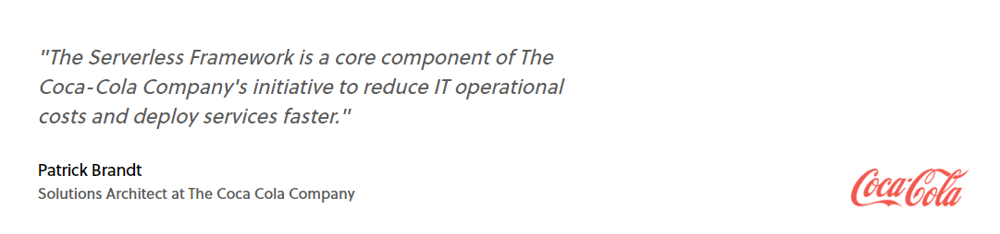 "The Serverless Framework is a core component of The
Coca-Cola Company's initiative to reduce IT operational
costs and deploy services faster."
Patrick Brandt
Solutions Architect at The Coca Cola Company
Coca-Cola